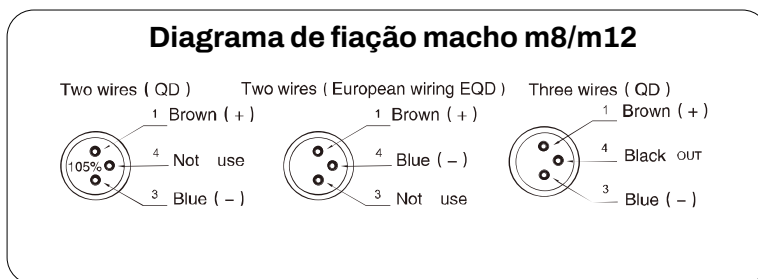 Diagrama de fiação macho m8/m12
Two wires ( QD )
1 Brown ( + )
4 Not use
3 Blue ( − )
105%
Two wires ( European wiring EQD )
1 Brown ( + )
4 Blue ( − )
3 Not use
Three wires ( QD )
1 Brown ( + )
4 Black OUT
3 Blue ( − )